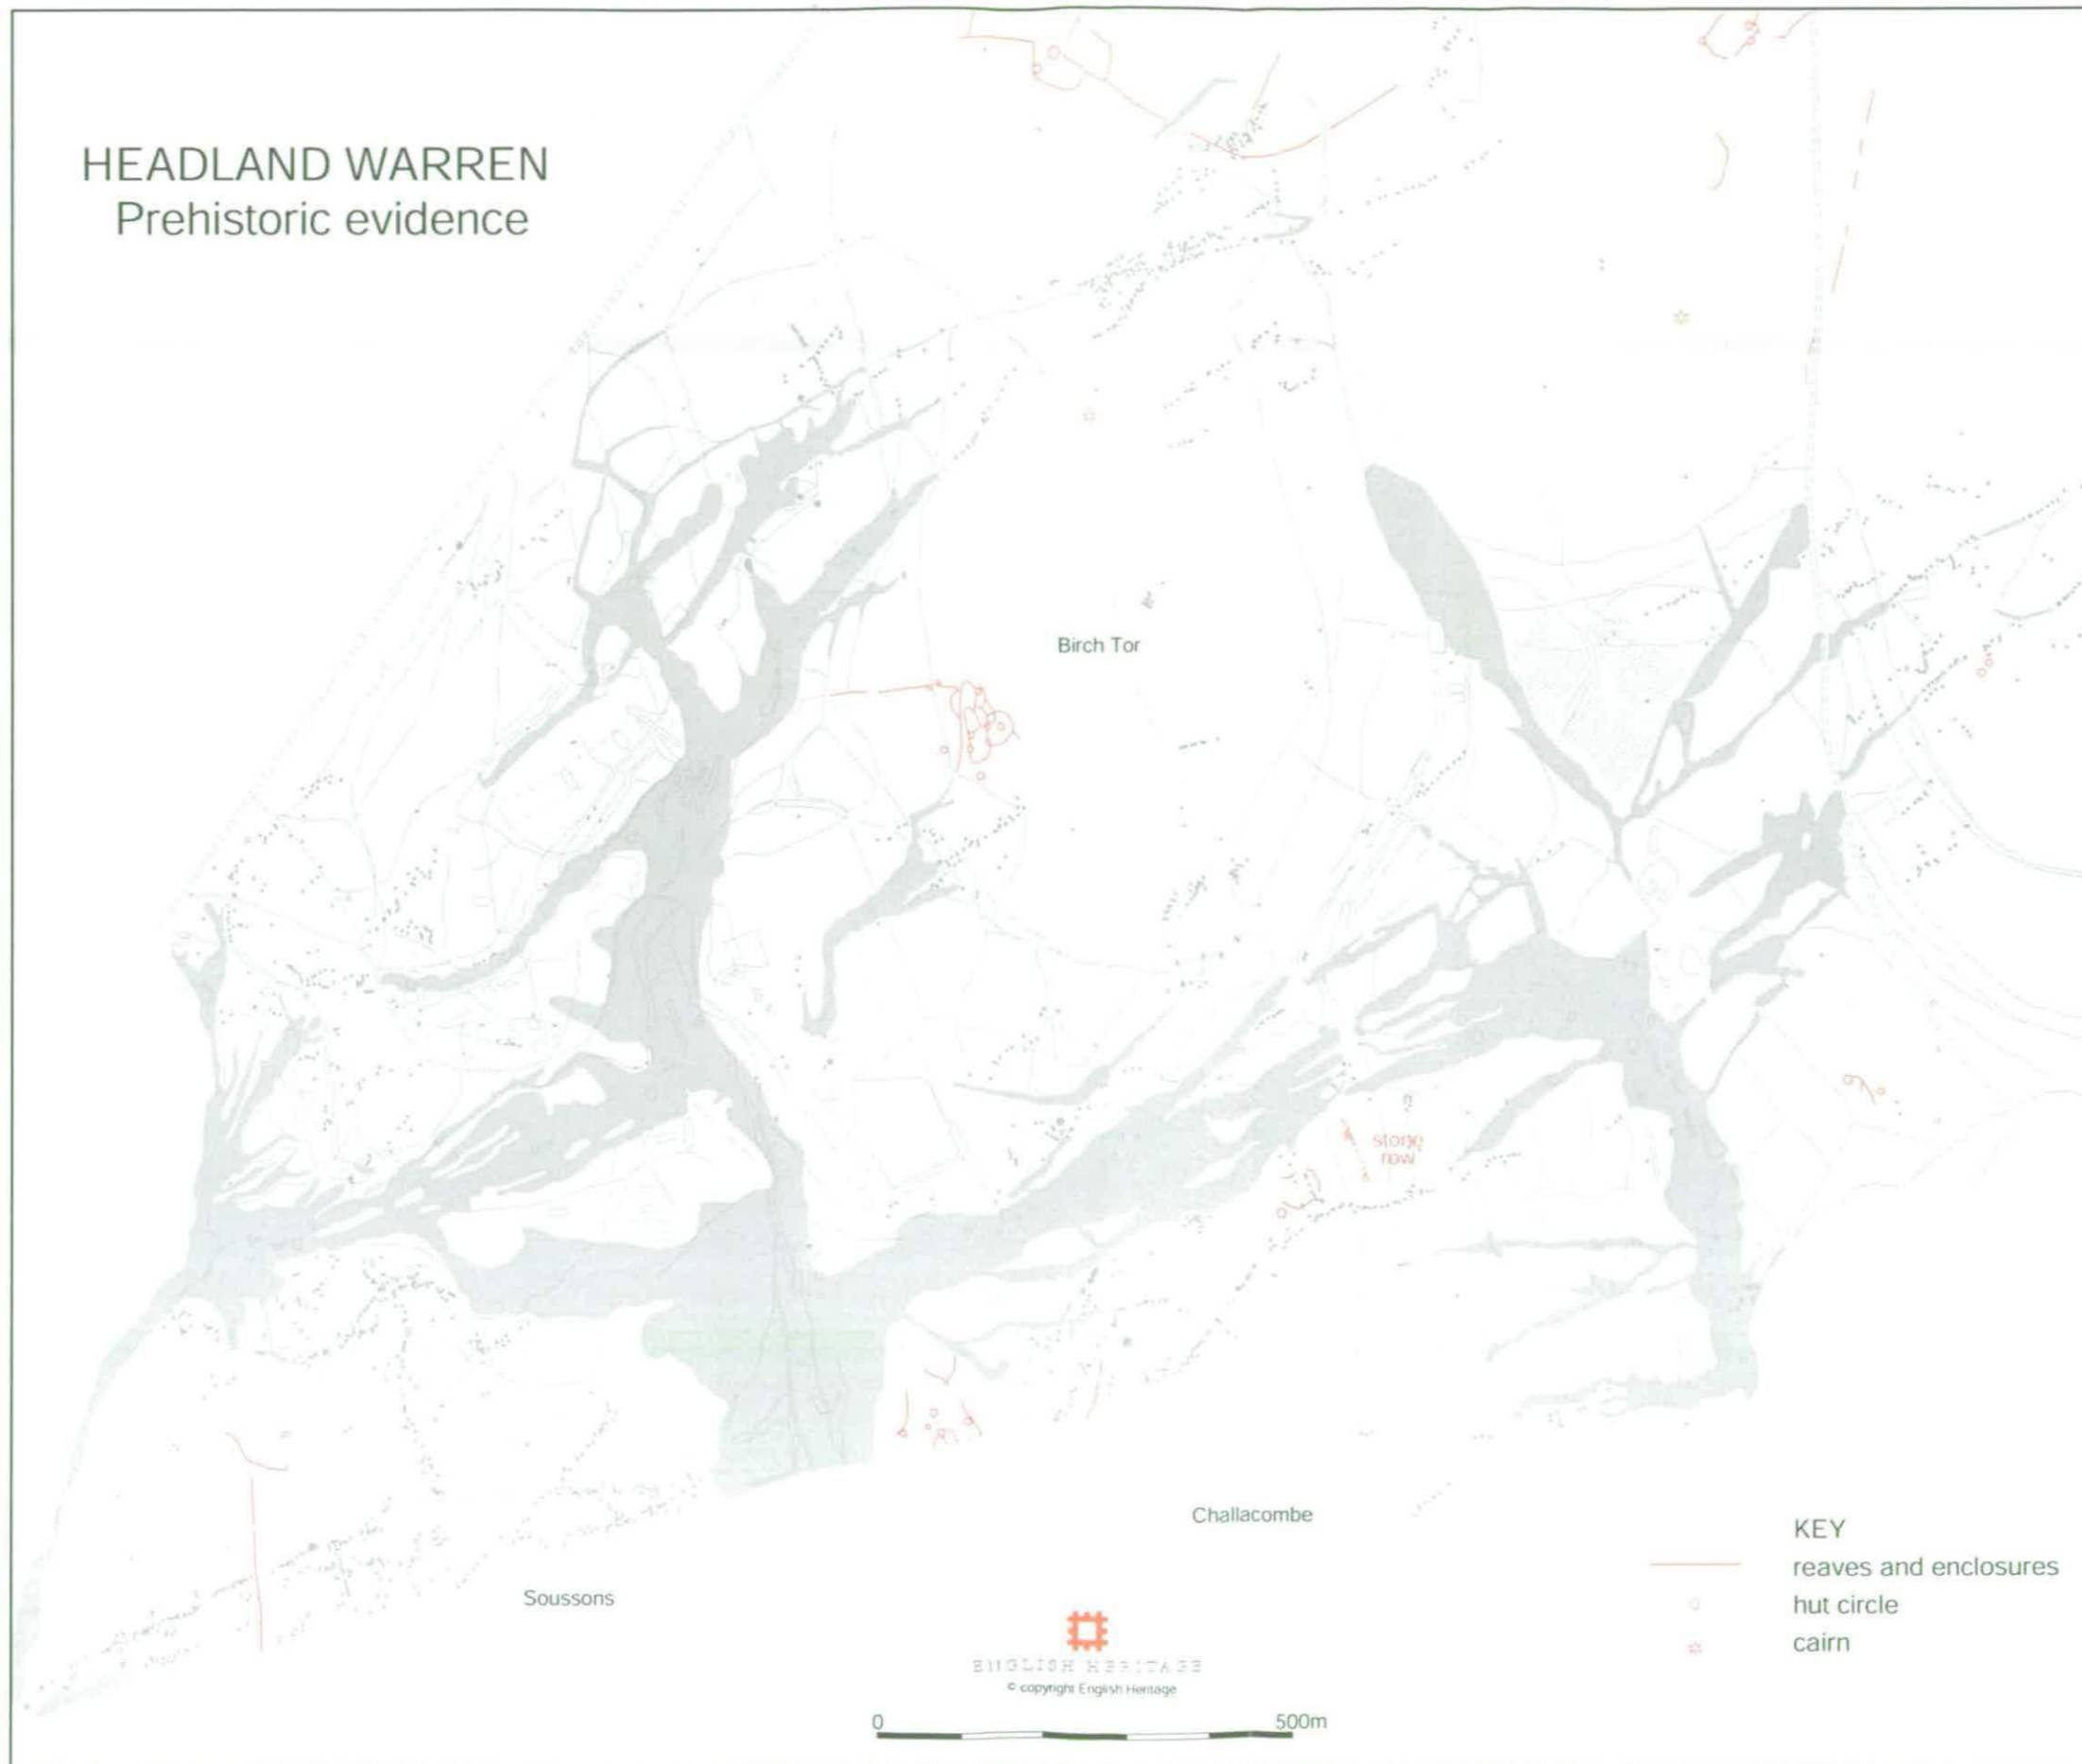 HEADLAND WARREN
Prehistoric evidence
Birch Tor
stone
row
Challacombe
Soussons
KEY
reaves and enclosures
hut circle
cairn
ENGLISH HERITAGE
© copyright English Heritage
0 500m